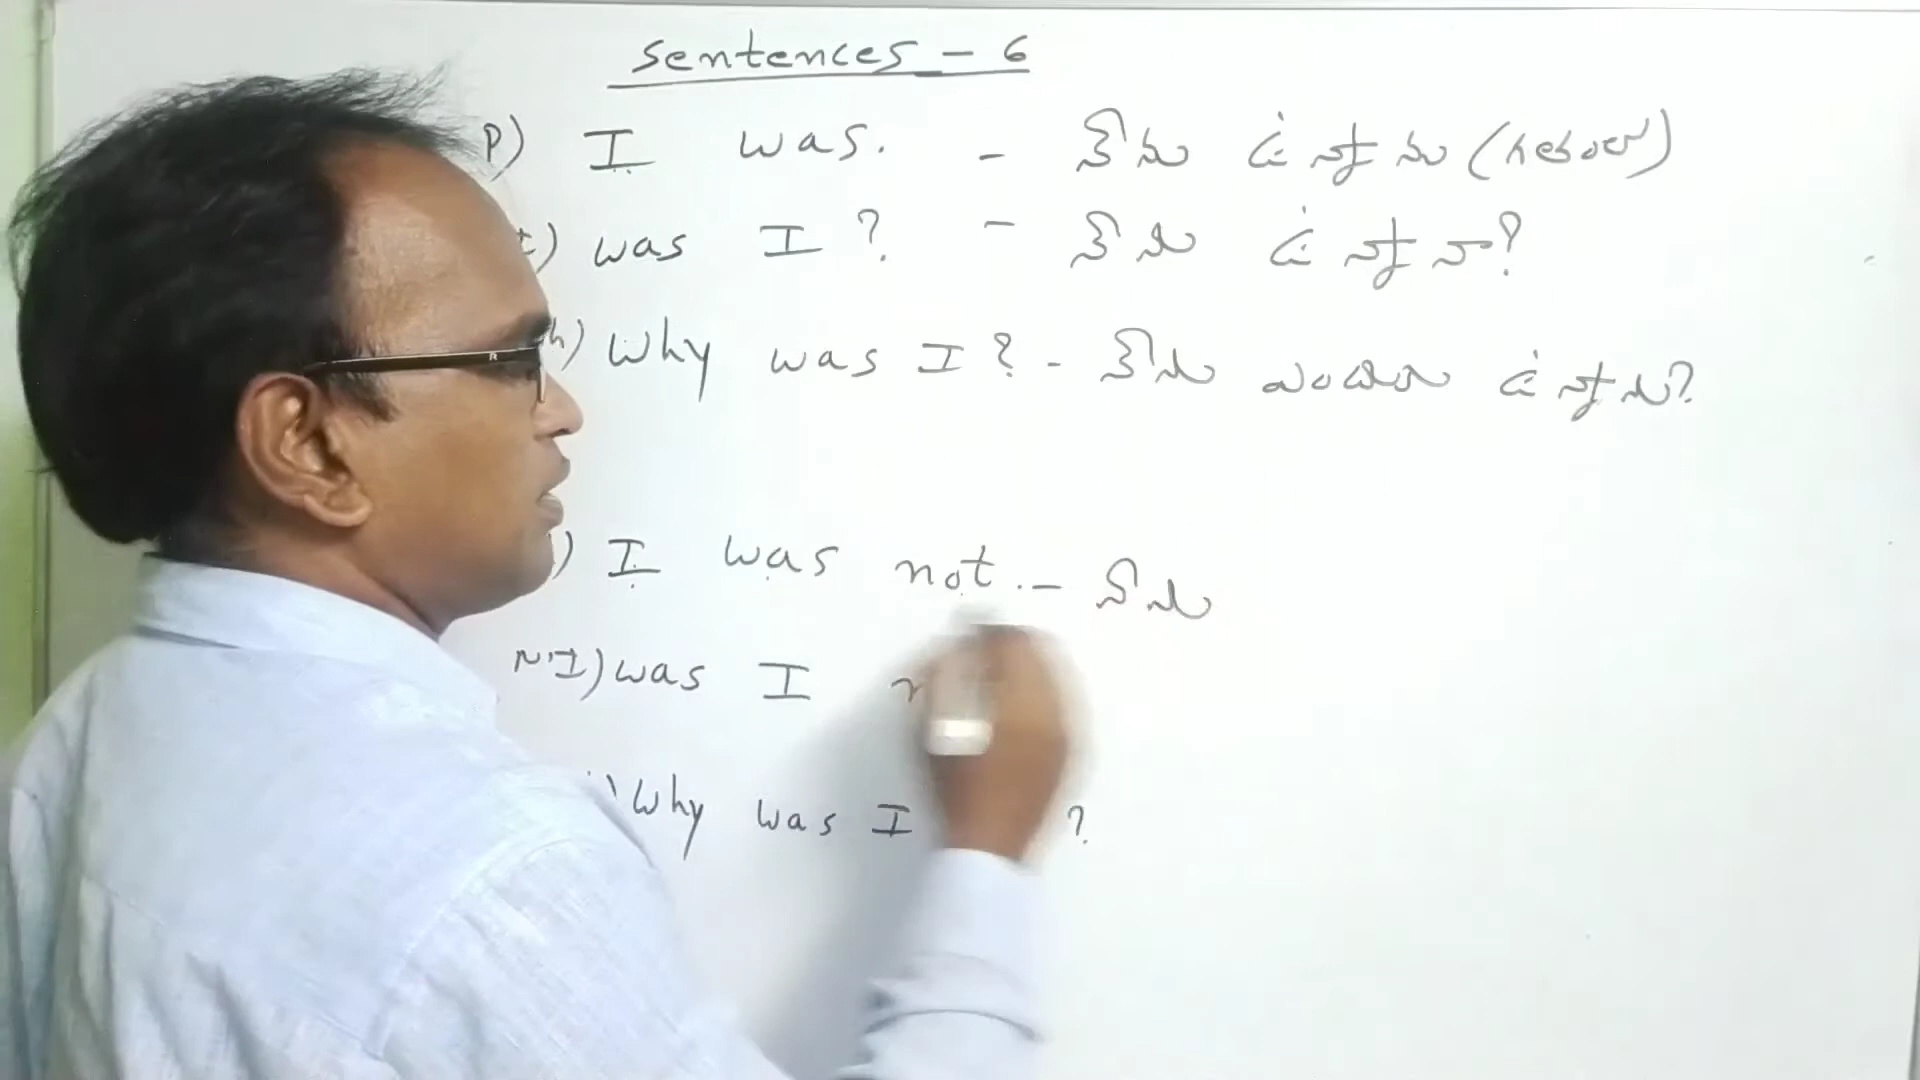 Sentences - 6
P) I was. - నేను ఉన్నాను (గతంలో)
I) was I? - నేను ఉన్నానా?
h) Why was I? - నేను ఎందుకు ఉన్నాను?
) I was not. - నేను
N.I) was I
) Why was I ?